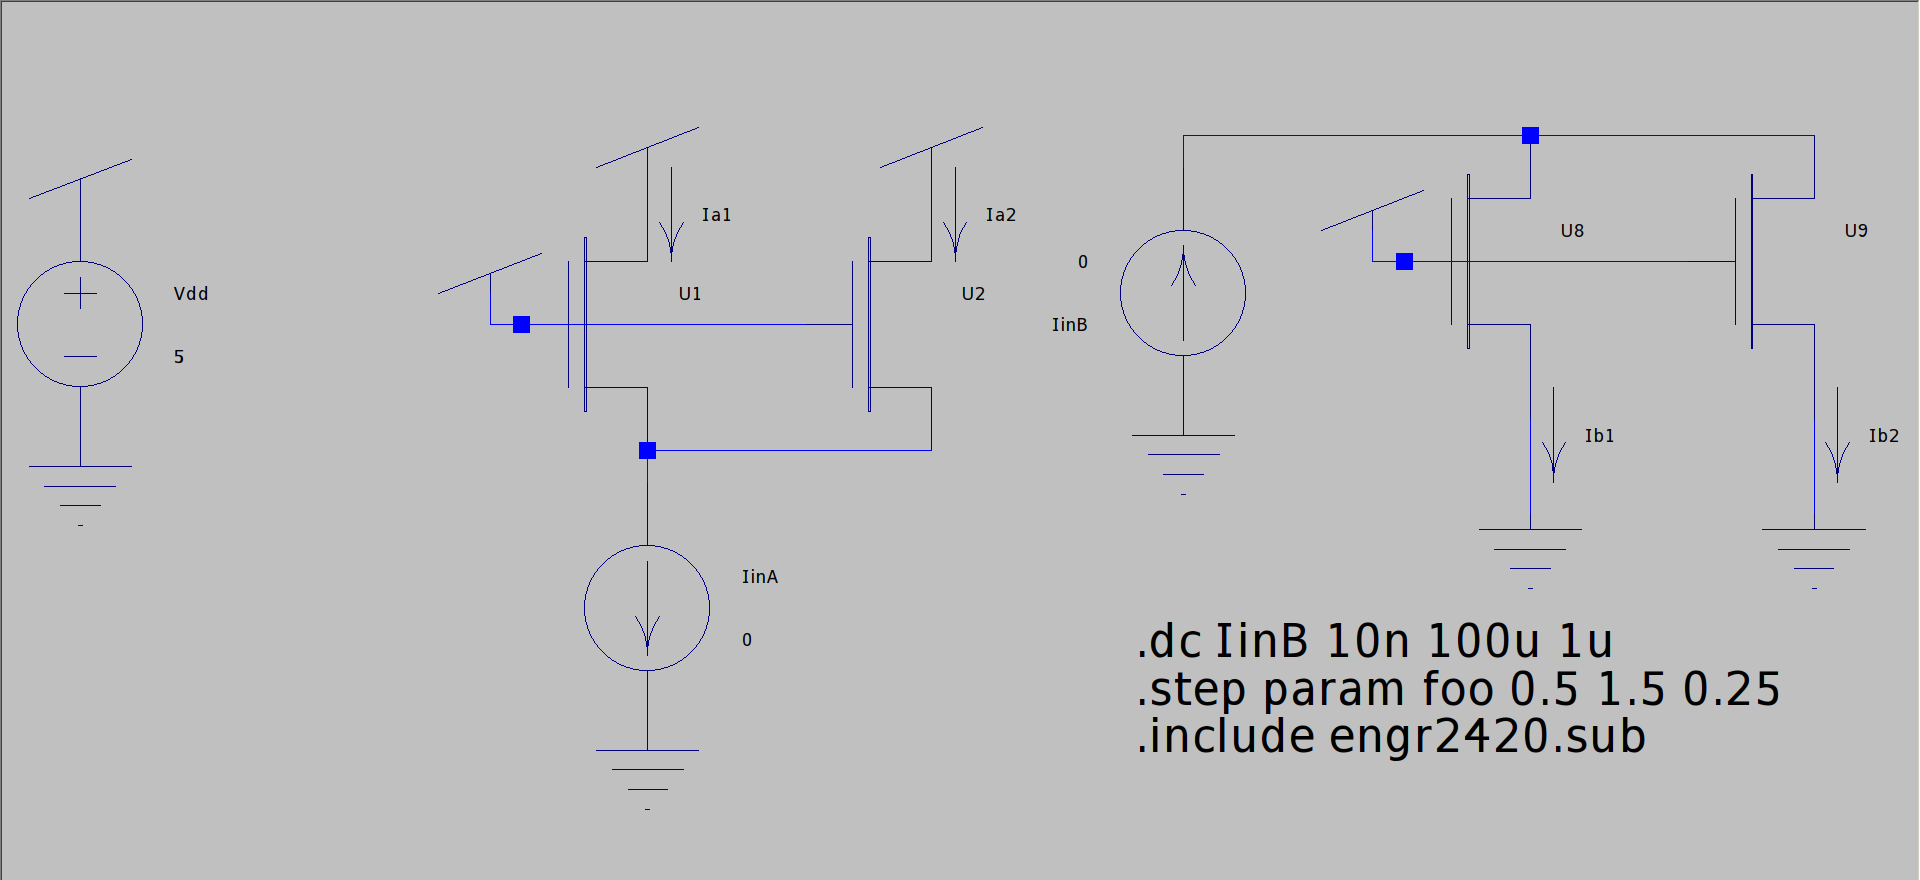 Vdd
5
Ia1
U1
Ia2
U2
IinA
0
0
IinB
U8
U9
Ib1
Ib2
.dc IinB 10n 100u 1u
.step param foo 0.5 1.5 0.25
.include engr2420.sub